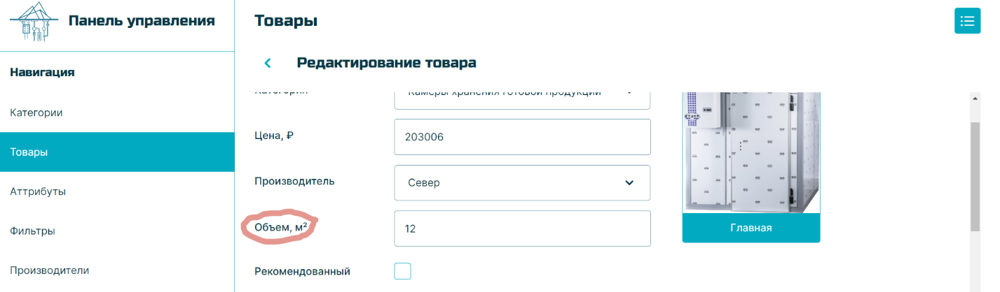 Панель управления
Товары
Редактирование товара
Навигация
Категории
Товары
Аттрибуты
Фильтры
Производители
Категория
Камеры хранения готовой продукции
Цена, ₽
203006
Производитель
Север
Объем, м²
12
Рекомендованный
Главная